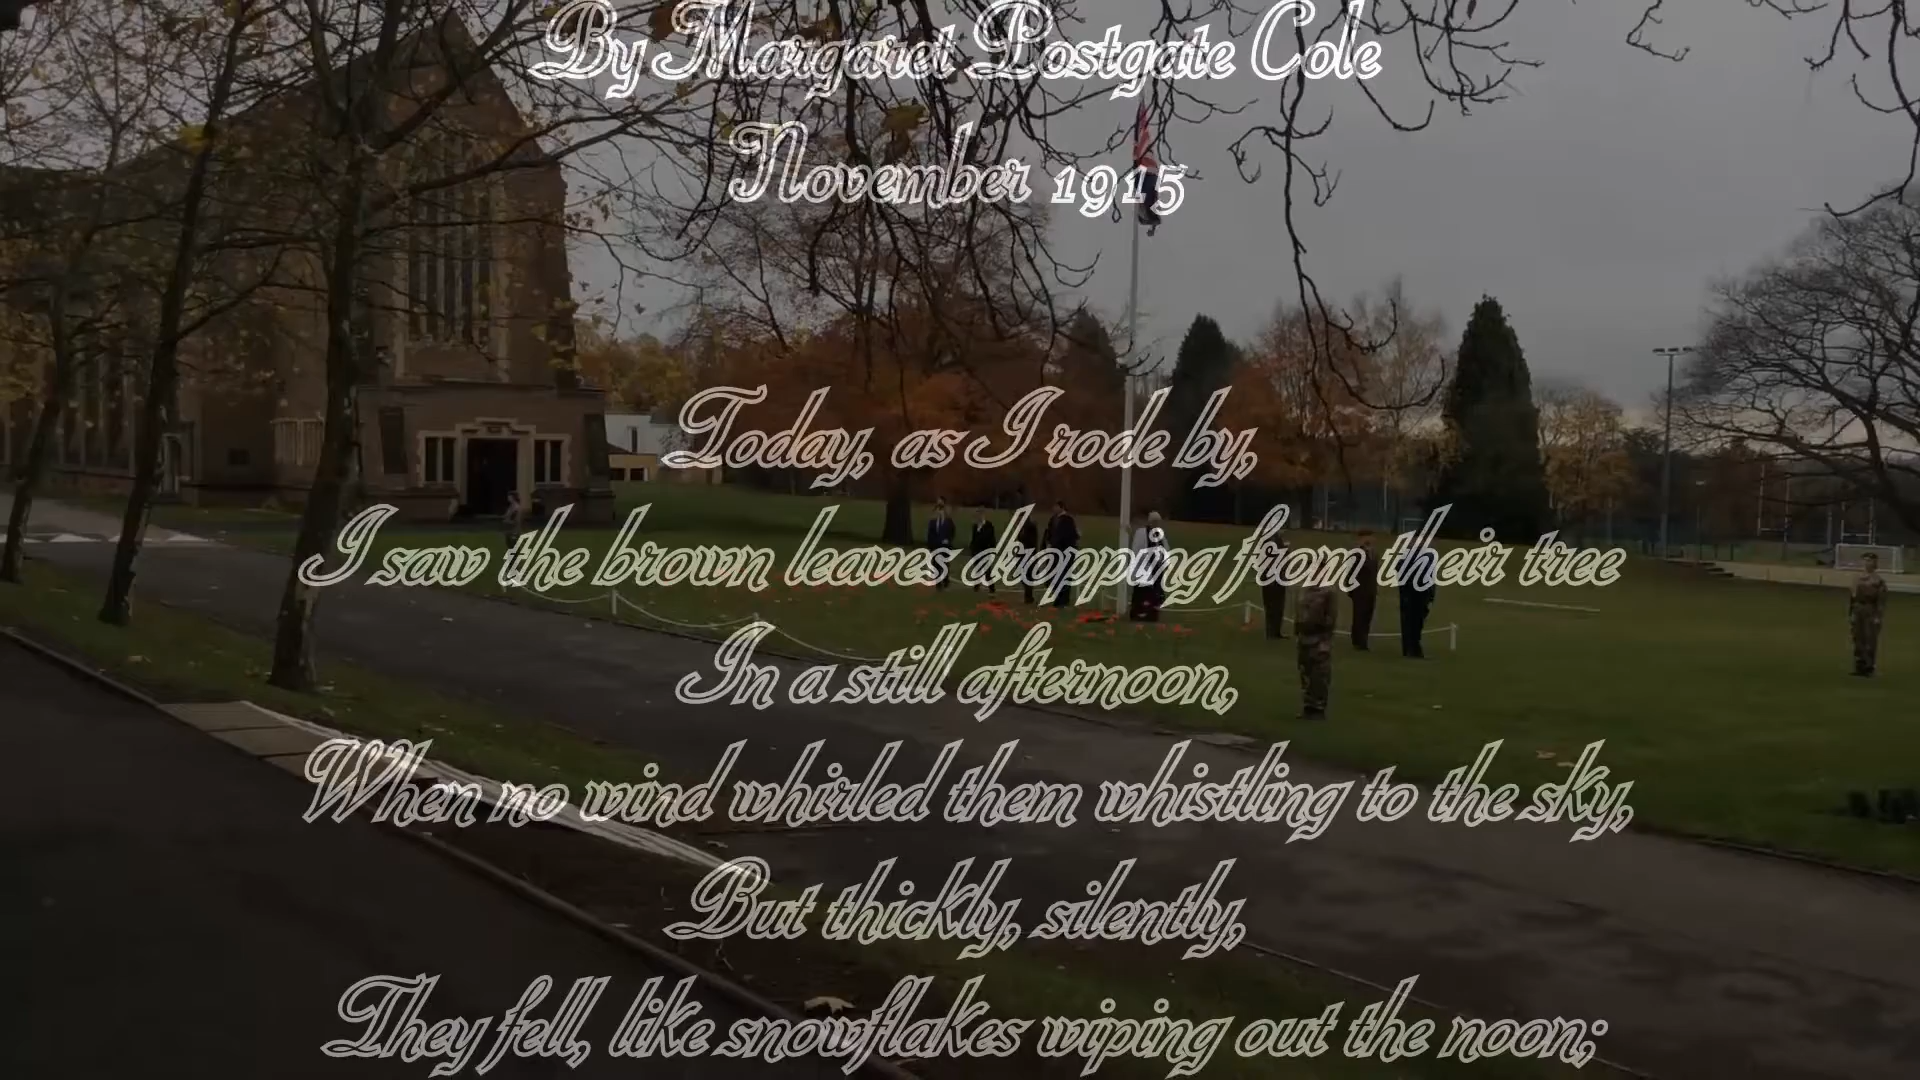 By Margaret Postgate Cole
November 1915
Today, as I rode by,
I saw the brown leaves dropping from their tree
In a still afternoon,
When no wind whirled them whistling to the sky,
But thickly, silently,
They fell, like snowflakes wiping out the noon;